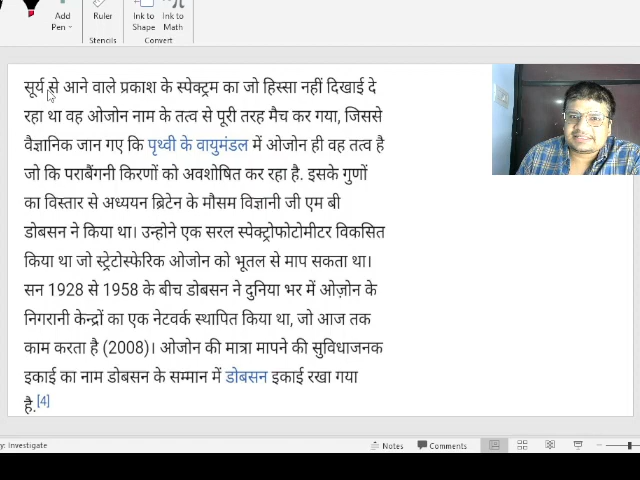 Add
Pen
Ruler
Ink to
Shape
Ink to
Math
Stencils
Convert
सूर्य से आने वाले प्रकाश के स्पेक्ट्रम का जो हिस्सा नहीं दिखाई दे
रहा था वह ओजोन नाम के तत्व से पूरी तरह मैच कर गया, जिससे
वैज्ञानिक जान गए कि पृथ्वी के वायुमंडल में ओजोन ही वह तत्व है
जो कि पराबैंगनी किरणों को अवशोषित कर रहा है. इसके गुणों
का विस्तार से अध्ययन ब्रिटेन के मौसम विज्ञानी जी एम बी
डोबसन ने किया था। उन्होने एक सरल स्पेक्ट्रोफोटोमीटर विकसित
किया था जो स्ट्रेटोस्फेरिक ओजोन को भूतल से माप सकता था।
सन 1928 से 1958 के बीच डोबसन ने दुनिया भर में ओज़ोन के
निगरानी केन्द्रों का एक नेटवर्क स्थापित किया था, जो आज तक
काम करता है (2008)। ओजोन की मात्रा मापने की सुविधाजनक
इकाई का नाम डोबसन के सम्मान में डोबसन इकाई रखा गया
है.[4]
y: Investigate
Notes
Comments